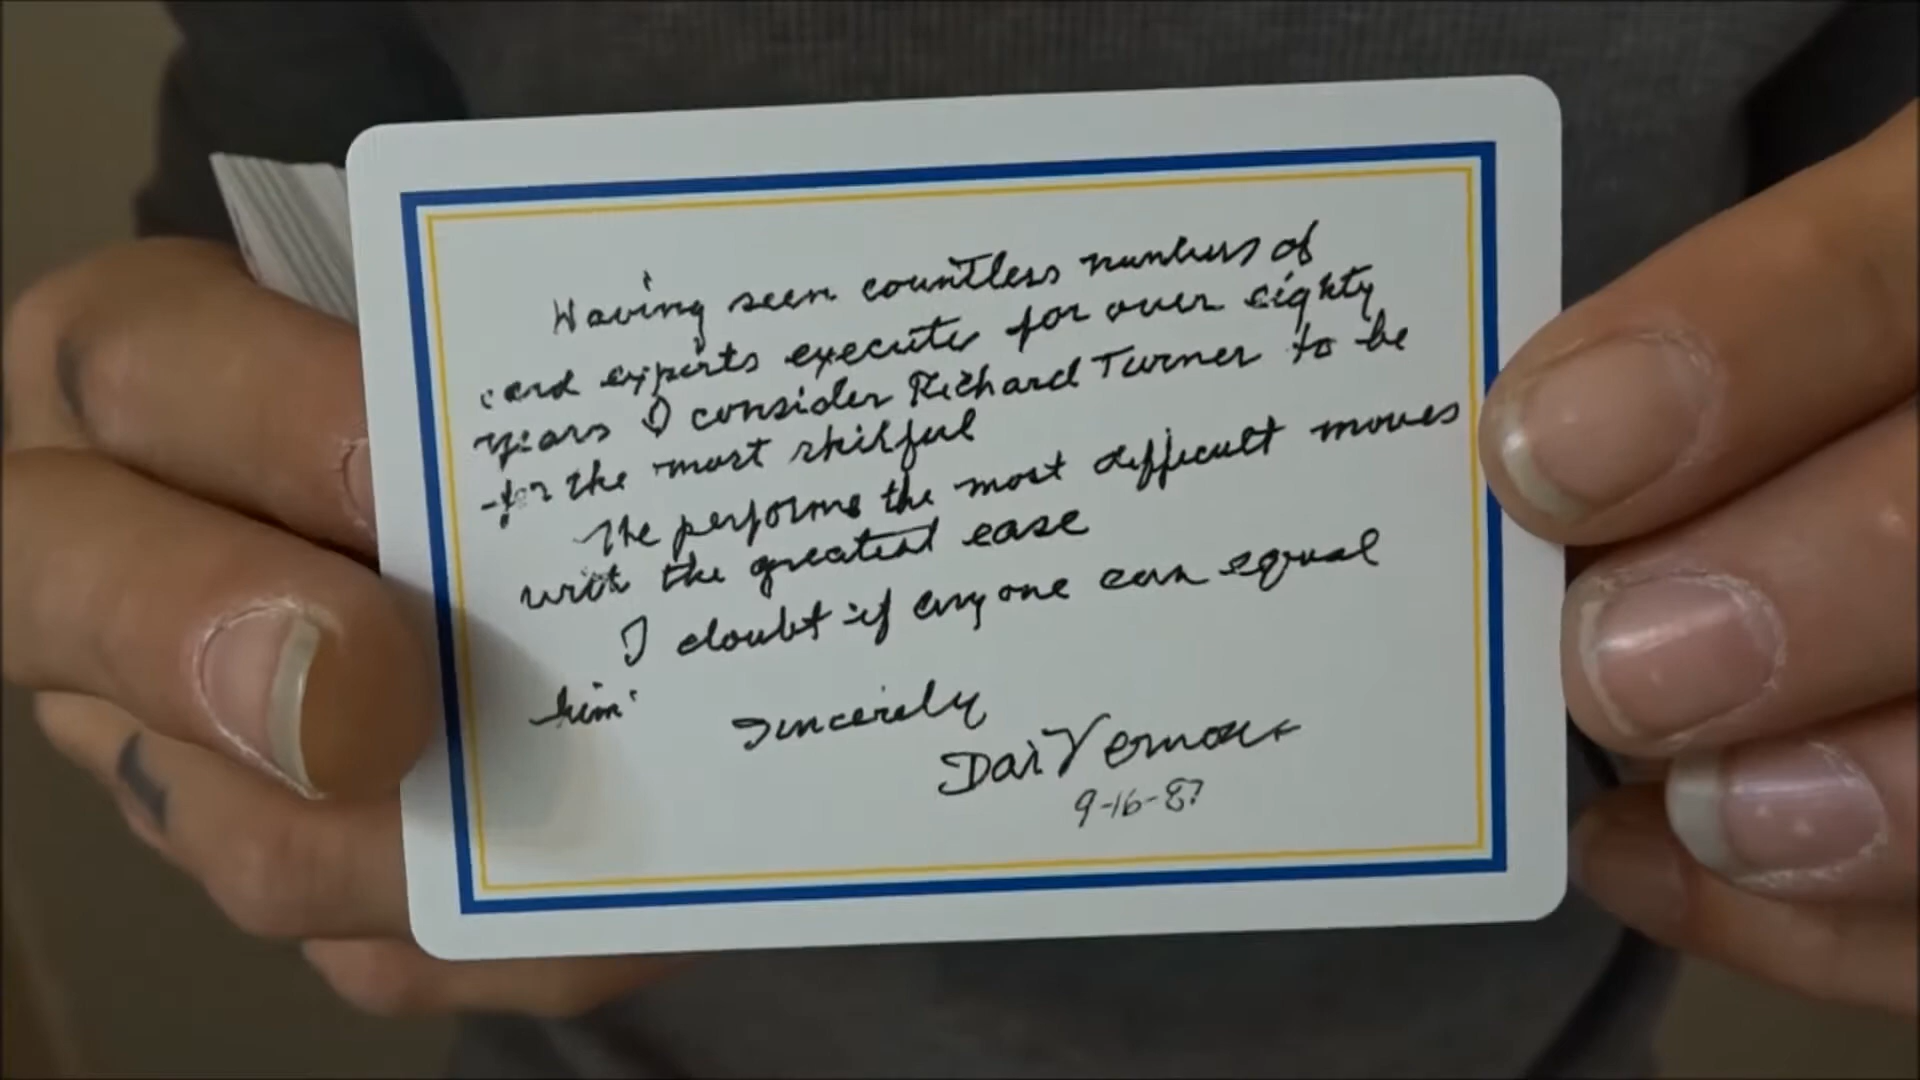 Having seen countless numbers of
card experts execute for over eighty
years I consider Richard Turner to be
for the most skilful
The performs the most difficult moves
with the greatest ease
I doubt if anyone can equal
him
Sincerely
Dai Vernon
9-16-87